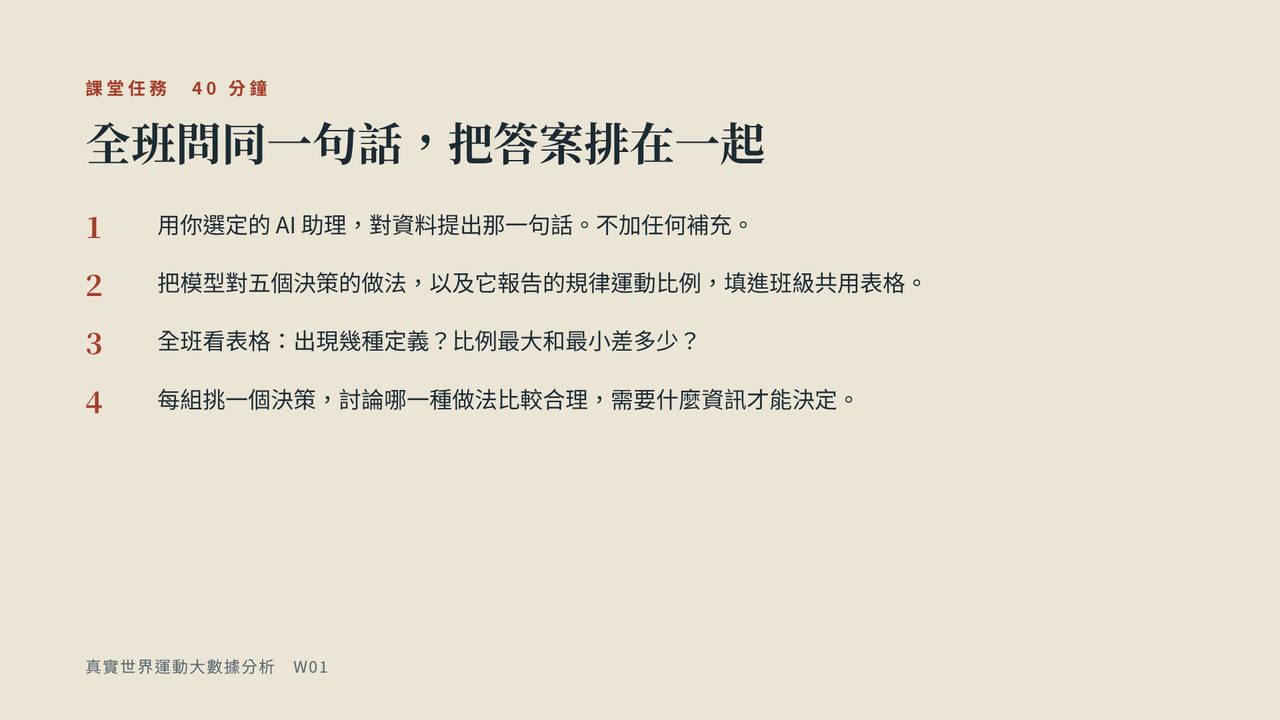 課堂任務　40 分鐘
全班問同一句話，把答案排在一起
1 用你選定的 AI 助理，對資料提出那一句話。不加任何補充。
2 把模型對五個決策的做法，以及它報告的規律運動比例，填進班級共用表格。
3 全班看表格：出現幾種定義？比例最大和最小差多少？
4 每組挑一個決策，討論哪一種做法比較合理，需要什麼資訊才能決定。
真實世界運動大數據分析　W01